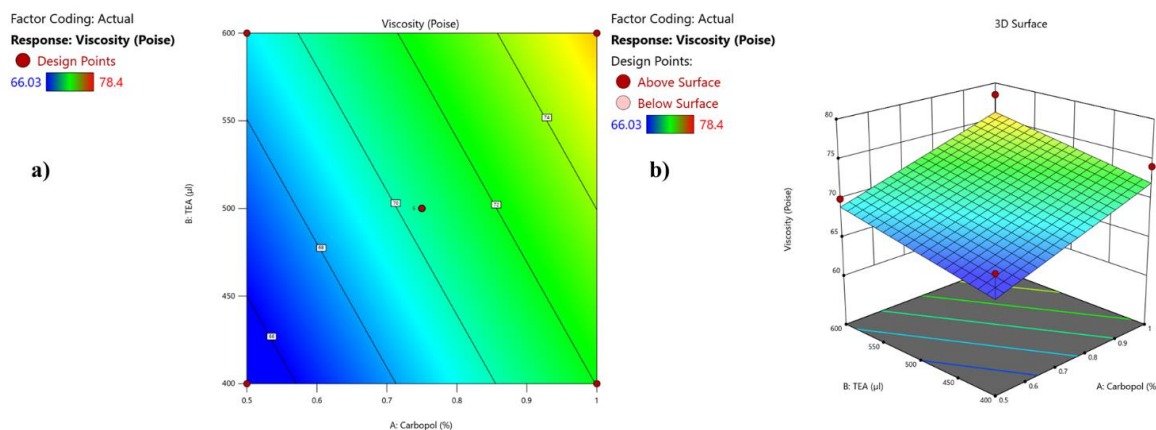 Factor Coding: Actual
Response: Viscosity (Poise)
Design Points
66.03 78.4
a)
Viscosity (Poise)
600
550
500
450
400
B: TEA (µl)
66
68
70
72
74
5
0.5 0.6 0.7 0.8 0.9 1
A: Carbopol (%)
Factor Coding: Actual
Response: Viscosity (Poise)
Design Points:
Above Surface
Below Surface
66.03 78.4
b)
3D Surface
80
75
70
65
60
Viscosity (Poise)
600
550
500
450
400
B: TEA (µl)
0.5
0.6
0.7
0.8
0.9
1
A: Carbopol (%